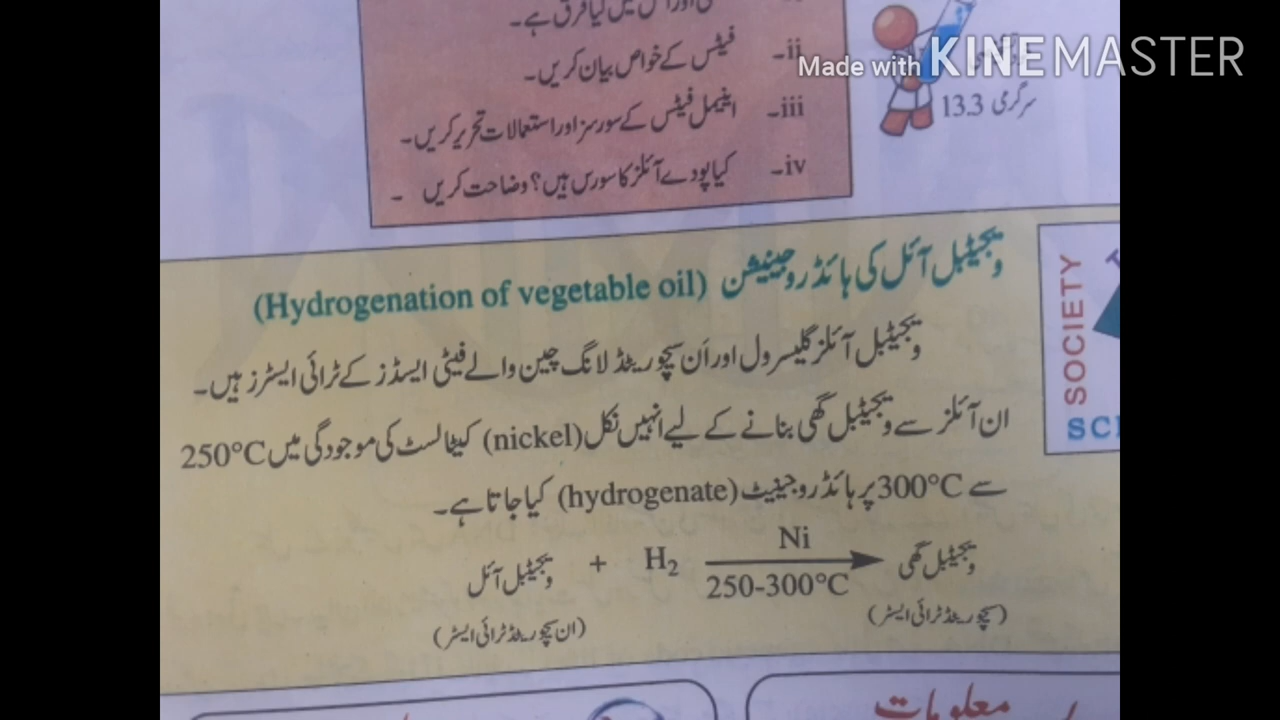 اور اس میں کیا فرق ہے۔
ii- فیٹس کے خواص بیان کریں۔
Made with KINEMASTER
iii- اینیمل فیٹس کے سورسز اور استعمالات تحریر کریں۔
سرگرمی 13.3
iv- کیا پودے آئلز کا سورس ہیں؟ وضاحت کریں ۔
ویجیٹیبل آئل کی ہائڈروجینیشن (Hydrogenation of vegetable oil)
ویجیٹیبل آئلز گلیسرول اور اَن سیچوریٹڈ لانگ چین والے فیٹی ایسڈز کے ٹرائی ایسٹرز ہیں۔
ان آئلز سے ویجیٹیبل گھی بنانے کے لیے انہیں نکل (nickel) کیٹالسٹ کی موجودگی میں 250°C
سے 300°C پر ہائڈروجینیٹ (hydrogenate) کیا جاتا ہے۔
ویجیٹیبل آئل + H₂ Ni 250-300°C ویجیٹیبل گھی
(ان سیچوریٹڈ ٹرائی ایسٹر) (سیچوریٹڈ ٹرائی ایسٹر)
SOCIETY
معلومات